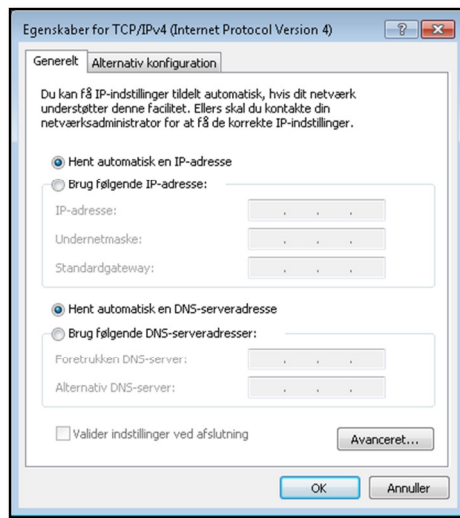 Egenskaber for TCP/IPv4 (Internet Protocol Version 4)
Generelt
Alternativ konfiguration
Du kan få IP-indstillinger tildelt automatisk, hvis dit netværk
understøtter denne facilitet. Ellers skal du kontakte din
netværksadministrator for at få de korrekte IP-indstillinger.
Hent automatisk en IP-adresse
Brug følgende IP-adresse:
IP-adresse:
Undernetmaske:
Standardgateway:
Hent automatisk en DNS-serveradresse
Brug følgende DNS-serveradresser:
Foretrukken DNS-server:
Alternativ DNS-server:
Valider indstillinger ved afslutning
Avanceret...
OK
Annuller